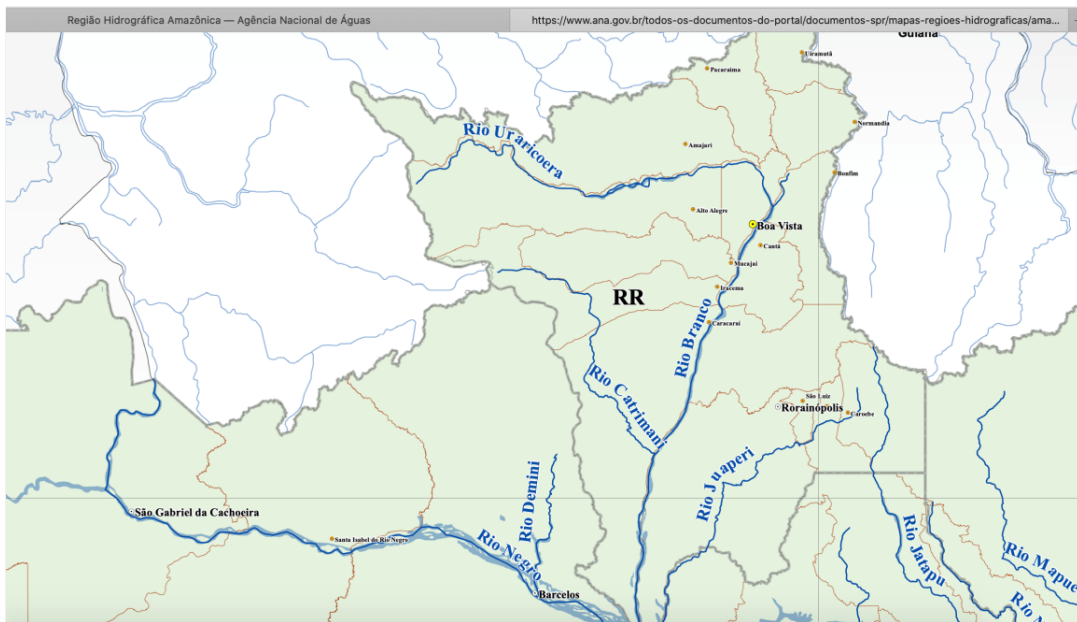 Região Hidrográfica Amazônica — Agência Nacional de Águas
https://www.ana.gov.br/todos-os-documentos-do-portal/documentos-spr/mapas-regioes-hidrograficas/ama...
Guiana
Uiramutã
Pacaraima
Normandia
Rio Uraricoera
Amajari
Bonfim
Alto Alegre
Boa Vista
Cantá
Mucajaí
RR
Iracema
Rio Branco
Caracaraí
Rio Catrimani
São Luiz
Rorainópolis
Caroebe
Rio Juaperi
Rio Demini
São Gabriel da Cachoeira
Santa Isabel do Rio Negro
Rio Negro
Rio Jatapu
Rio Mapue
Barcelos